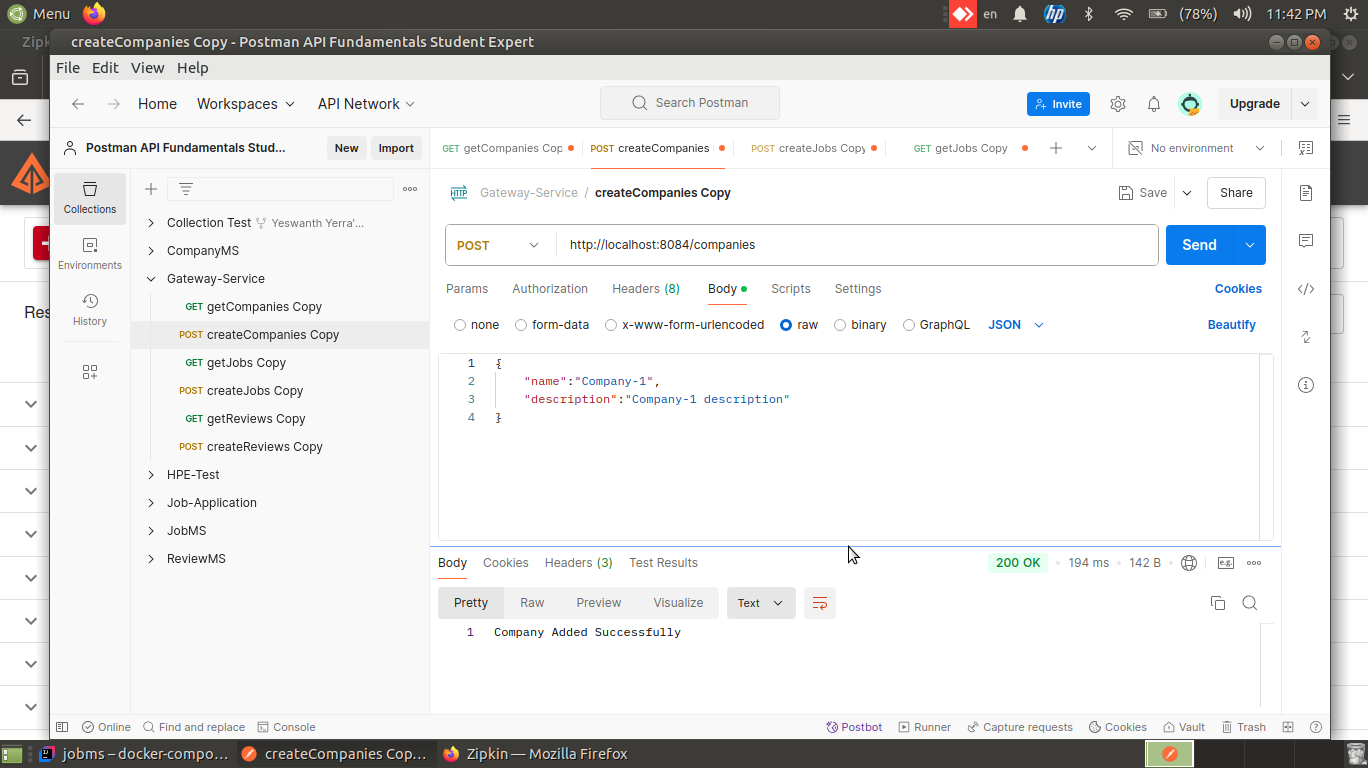 Menu
en
(78%)
11:42 PM
Zipk
createCompanies Copy - Postman API Fundamentals Student Expert
File Edit View Help
Home Workspaces API Network
Search Postman
Invite
Upgrade
Postman API Fundamentals Stud...
New
Import
GET getCompanies Cop
POST createCompanies
POST createJobs Copy
GET getJobs Copy
No environment
Collections
Environments
History
Collection Test Yeswanth Yerra'...
CompanyMS
Gateway-Service
GET getCompanies Copy
POST createCompanies Copy
GET getJobs Copy
POST createJobs Copy
GET getReviews Copy
POST createReviews Copy
HPE-Test
Job-Application
JobMS
ReviewMS
HTTP Gateway-Service / createCompanies Copy
Save
Share
POST http://localhost:8084/companies
Send
Params Authorization Headers (8) Body Scripts Settings
Cookies
none form-data x-www-form-urlencoded raw binary GraphQL JSON
Beautify
1 {
2 "name":"Company-1",
3 "description":"Company-1 description"
4 }
Res
Body Cookies Headers (3) Test Results
200 OK 194 ms 142 B
e.g.
Pretty Raw Preview Visualize Text
1 Company Added Successfully
Online Find and replace Console
Postbot Runner Capture requests Cookies Vault Trash
jobms – docker-compo...
createCompanies Cop...
Zipkin — Mozilla Firefox